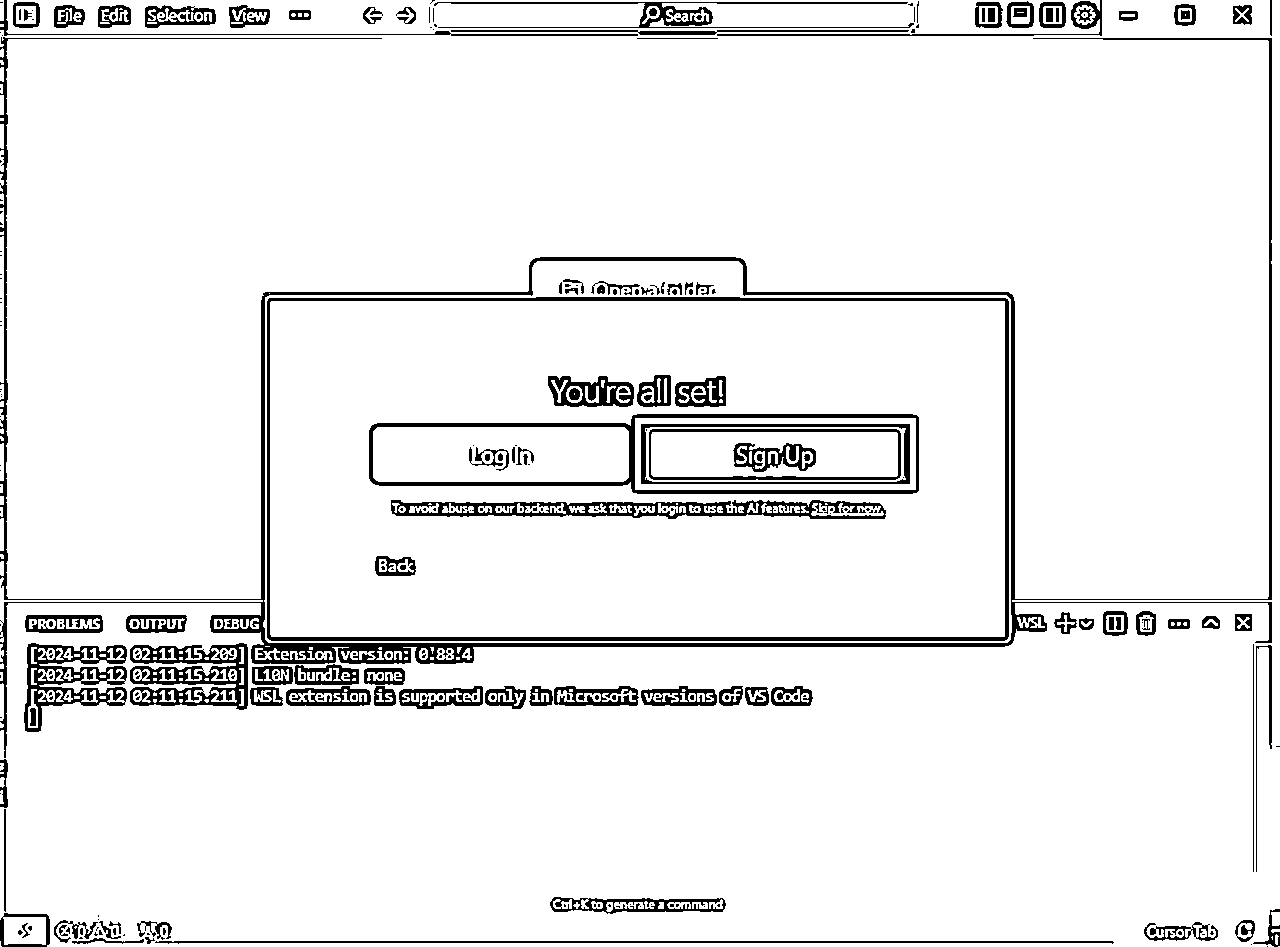 File Edit Selection View ··· Search
Open a folder
You're all set!
Log In Sign Up
To avoid abuse on our backend, we ask that you login to use the AI features. Skip for now.
Back
PROBLEMS OUTPUT DEBUG WSL
[2024-11-12 02:11:15.209] Extension version: 0.88.4
[2024-11-12 02:11:15.210] L10N bundle: none
[2024-11-12 02:11:15.211] WSL extension is supported only in Microsoft versions of VS Code
Ctrl+K to generate a command
0 0 0 Cursor Tab